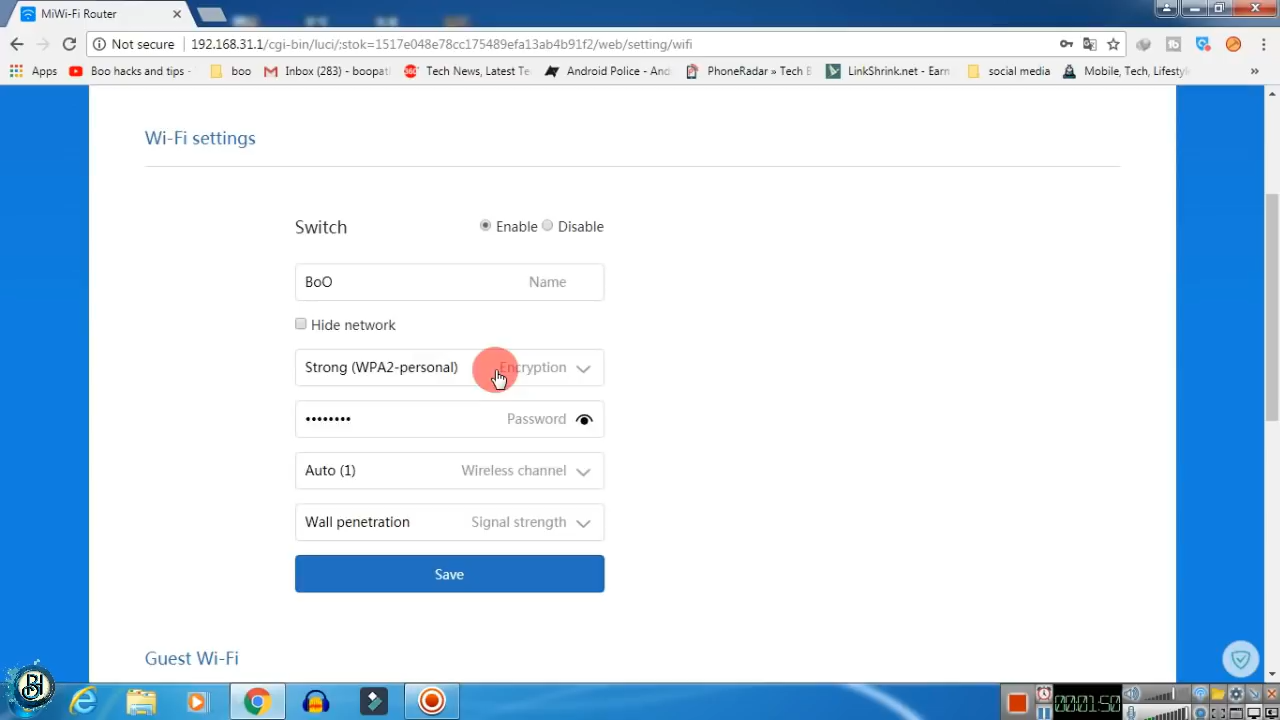 MiWi-Fi Router
Not secure 192.168.31.1/cgi-bin/luci/;stok=1517e048e78cc175489efa13ab4b91f2/web/setting/wifi
Apps Boo hacks and tips - boo Inbox (283) - boopat Tech News, Latest Te Android Police - And PhoneRadar » Tech B LinkShrink.net - Earn social media Mobile, Tech, Lifesty »
Wi-Fi settings
Switch Enable Disable
BoO Name
Hide network
Strong (WPA2-personal) Encryption
•••••••• Password
Auto (1) Wireless channel
Wall penetration Signal strength
Save
Guest Wi-Fi
00:01:50